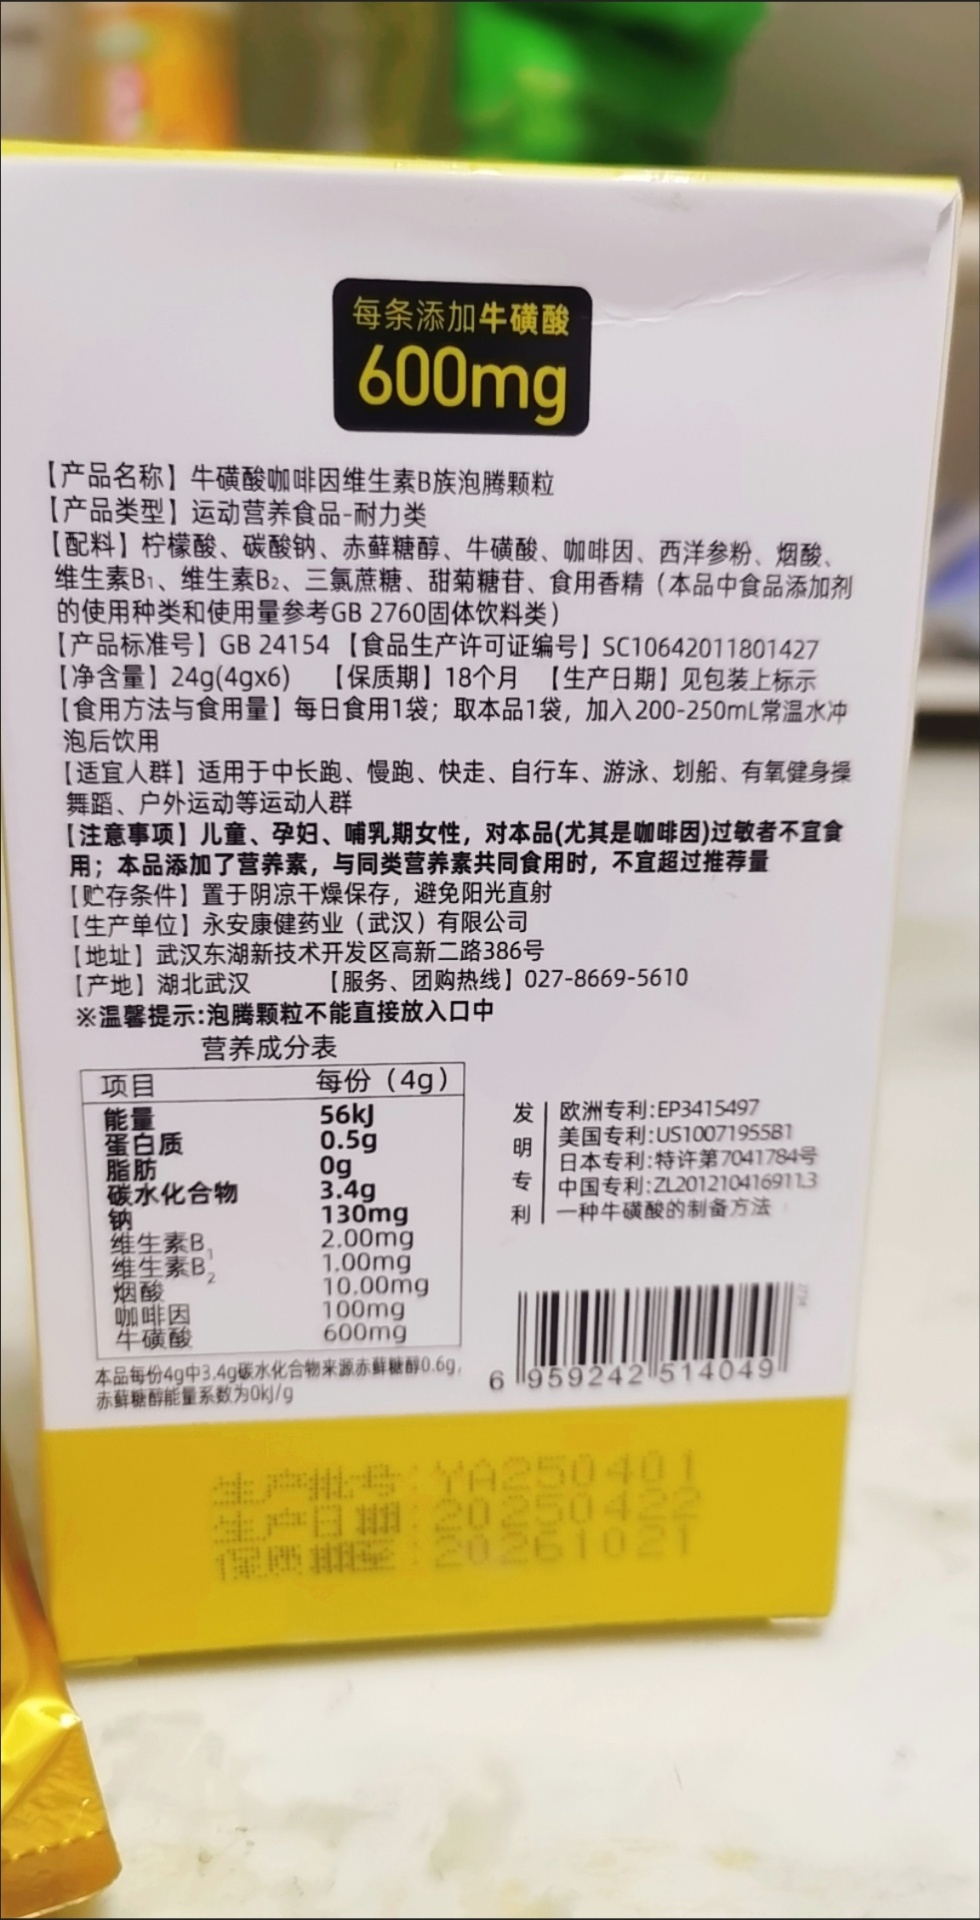 每条添加牛磺酸
600mg
【产品名称】牛磺酸咖啡因维生素B族泡腾颗粒
【产品类型】运动营养食品-耐力类
【配料】柠檬酸、碳酸钠、赤藓糖醇、牛磺酸、咖啡因、西洋参粉、烟酸、
维生素B₁、维生素B₂、三氯蔗糖、甜菊糖苷、食用香精（本品中食品添加剂
的使用种类和使用量参考GB 2760固体饮料类）
【产品标准号】GB 24154 【食品生产许可证编号】SC10642011801427
【净含量】24g(4gx6) 【保质期】18个月 【生产日期】见包装上标示
【食用方法与食用量】每日食用1袋；取本品1袋，加入200-250mL常温水冲
泡后饮用
【适宜人群】适用于中长跑、慢跑、快走、自行车、游泳、划船、有氧健身操
舞蹈、户外运动等运动人群
【注意事项】儿童、孕妇、哺乳期女性，对本品(尤其是咖啡因)过敏者不宜食
用；本品添加了营养素，与同类营养素共同食用时，不宜超过推荐量
【贮存条件】置于阴凉干燥保存，避免阳光直射
【生产单位】永安康健药业（武汉）有限公司
【地址】武汉东湖新技术开发区高新二路386号
【产地】湖北武汉 【服务、团购热线】027-8669-5610
※温馨提示:泡腾颗粒不能直接放入口中
营养成分表
项目 每份（4g）
能量 56kJ
蛋白质 0.5g
脂肪 0g
碳水化合物 3.4g
钠 130mg
维生素B₁ 2.00mg
维生素B₂ 1.00mg
烟酸 10.00mg
咖啡因 100mg
牛磺酸 600mg
本品每份4g中3.4g碳水化合物来源赤藓糖醇0.6g,
赤藓糖醇能量系数为0kJ/g
发明专利
欧洲专利:EP3415497
美国专利:US10071955B1
日本专利:特许第7041784号
中国专利:ZL201210416911.3
一种牛磺酸的制备方法
6 959242 514049
生产批号:YA250401
生产日期:20250422
保质期至:20261021